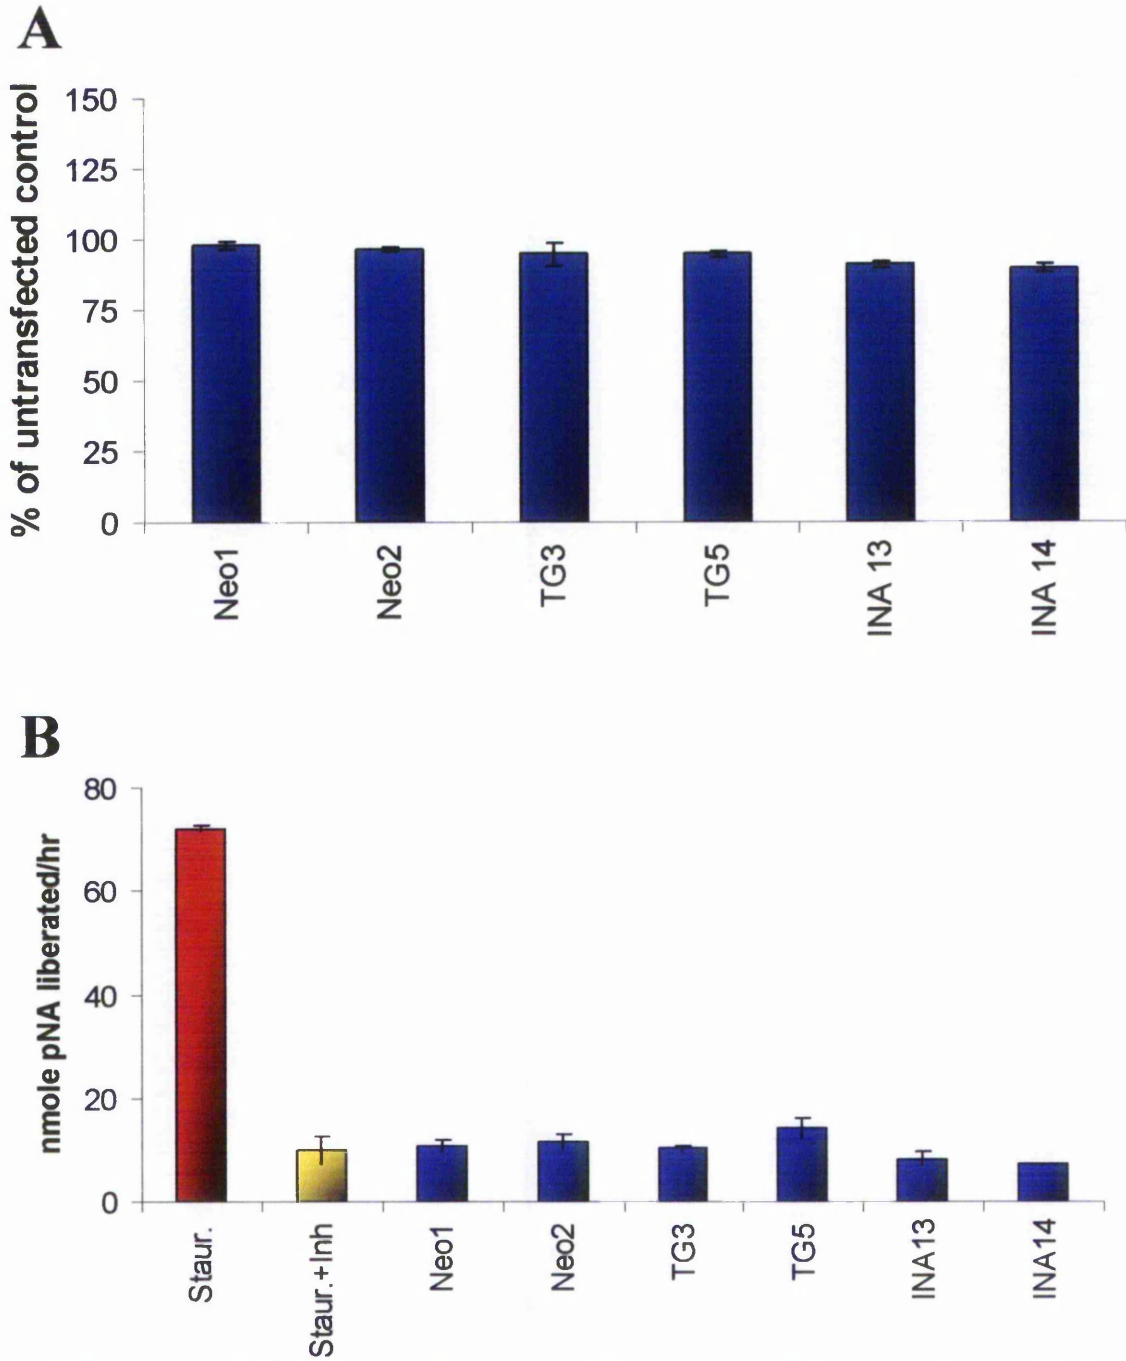 A
% of untransfected control
150
125
100
75
50
25
0
Neo1
Neo2
TG3
TG5
INA 13
INA 14
B
nmole pNA liberated/hr
80
60
40
20
0
Staur.
Staur.+Inh
Neo1
Neo2
TG3
TG5
INA13
INA14